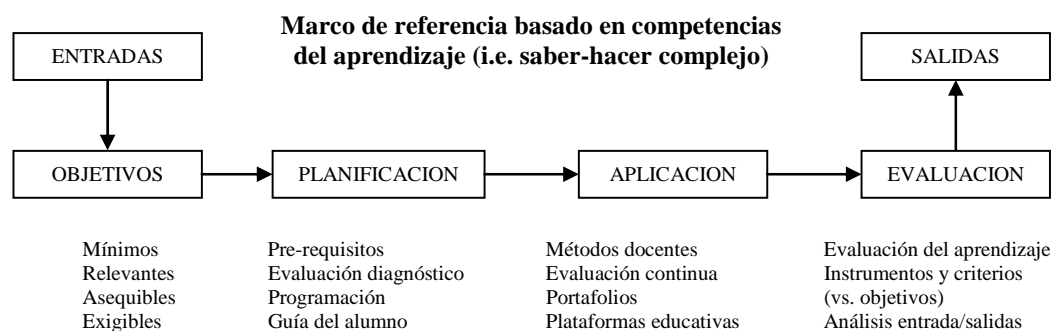 Marco de referencia basado en competencias
del aprendizaje (i.e. saber-hacer complejo)
ENTRADAS
SALIDAS
OBJETIVOS
PLANIFICACION
APLICACION
EVALUACION
Mínimos
Relevantes
Asequibles
Exigibles
Pre-requisitos
Evaluación diagnóstico
Programación
Guía del alumno
Métodos docentes
Evaluación continua
Portafolios
Plataformas educativas
Evaluación del aprendizaje
Instrumentos y criterios
(vs. objetivos)
Análisis entrada/salidas